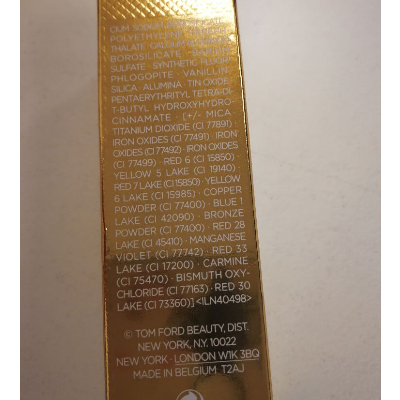 POLYETHYLENE
THALATE · CALCIUM
BOROSILICATE ·
SULFATE · SYNTHETIC FLUOR-
PHLOGOPITE · VANILLIN ·
SILICA · ALUMINA · TIN OXIDE ·
PENTAERYTHRITYL TETRA-DI-
T-BUTYL HYDROXYHYDRO-
CINNAMATE · [+/- MICA ·
TITANIUM DIOXIDE (CI 77891) ·
IRON OXIDES (CI 77491) · IRON
OXIDES (CI 77492) · IRON OXIDES
(CI 77499) · RED 6 (CI 15850) ·
YELLOW 5 LAKE (CI 19140) ·
RED 7 LAKE (CI 15850) · YELLOW
6 LAKE (CI 15985) · COPPER
POWDER (CI 77400) · BLUE 1
LAKE (CI 42090) · BRONZE
POWDER (CI 77400) · RED 28
LAKE (CI 45410) · MANGANESE
VIOLET (CI 77742) · RED 33
LAKE (CI 17200) · CARMINE
(CI 75470) · BISMUTH OXY-
CHLORIDE (CI 77163) · RED 30
LAKE (CI 73360)] <ILN40498>
© TOM FORD BEAUTY, DIST.
NEW YORK, N.Y. 10022
NEW YORK · LONDON W1K 3BQ
MADE IN BELGIUM T2AJ